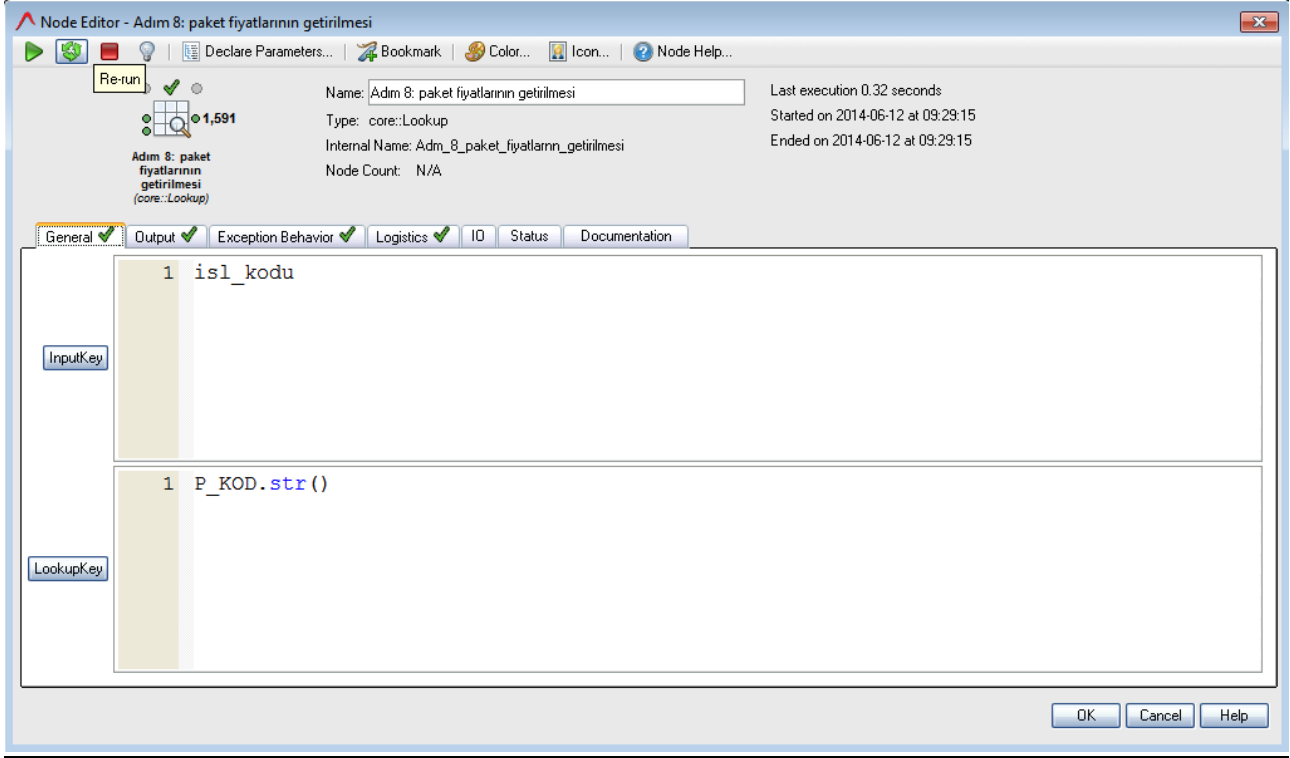 Node Editor - Adım 8: paket fiyatlarının getirilmesi
Declare Parameters... Bookmark Color... Icon... Node Help...
Re-run
1,591
Adım 8: paket
fiyatlarının
getirilmesi
(core::Lookup)
Name: Adım 8: paket fiyatlarının getirilmesi
Type: core::Lookup
Internal Name: Adm_8_paket_fiyatlarnn_getirilmesi
Node Count: N/A
Last execution 0.32 seconds
Started on 2014-06-12 at 09:29:15
Ended on 2014-06-12 at 09:29:15
General Output Exception Behavior Logistics IO Status Documentation
1 isl_kodu
InputKey
1 P_KOD.str()
LookupKey
OK Cancel Help